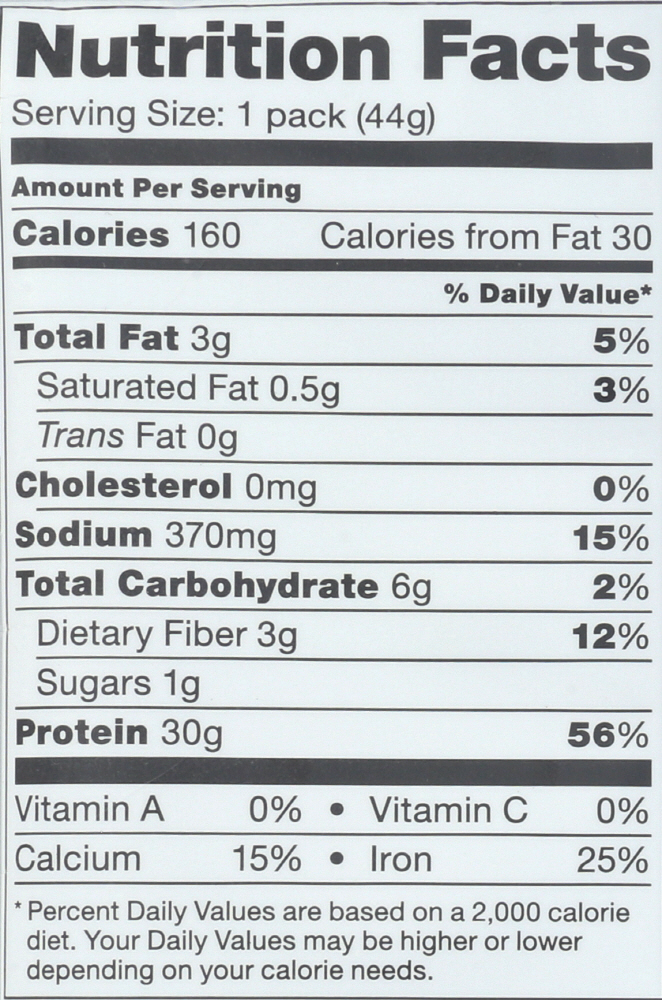 Nutrition Facts
Serving Size: 1 pack (44g)
Amount Per Serving
Calories 160 Calories from Fat 30
% Daily Value*
Total Fat 3g 5%
Saturated Fat 0.5g 3%
Trans Fat 0g
Cholesterol 0mg 0%
Sodium 370mg 15%
Total Carbohydrate 6g 2%
Dietary Fiber 3g 12%
Sugars 1g
Protein 30g 56%
Vitamin A 0% • Vitamin C 0%
Calcium 15% • Iron 25%
* Percent Daily Values are based on a 2,000 calorie
diet. Your Daily Values may be higher or lower
depending on your calorie needs.